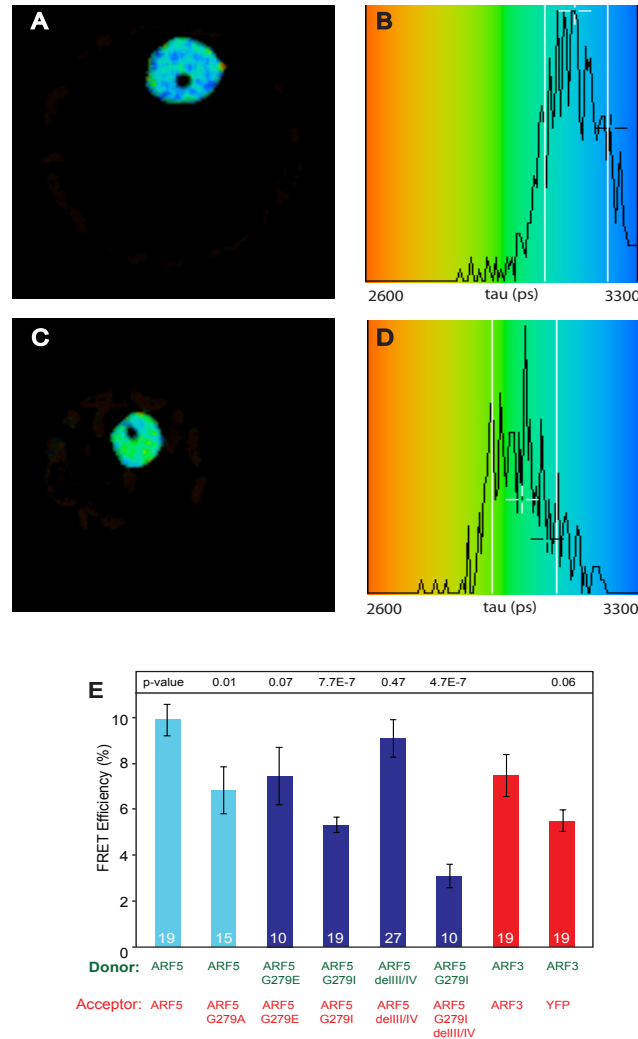 A
B
2600 tau (ps) 3300
C
D
2600 tau (ps) 3300
E
p-value 0.01 0.07 7.7E-7 0.47 4.7E-7 0.06
FRET Efficiency (%)
10
8
6
4
2
0
19 15 10 19 27 10 19 19
Donor: ARF5 ARF5 ARF5 ARF5 ARF5 ARF5 ARF3 ARF3
G279E G279I delIII/IV G279I
Acceptor: ARF5 ARF5 ARF5 ARF5 ARF5 ARF5 ARF3 YFP
G279A G279E G279I delIII/IV G279I
delIII/IV